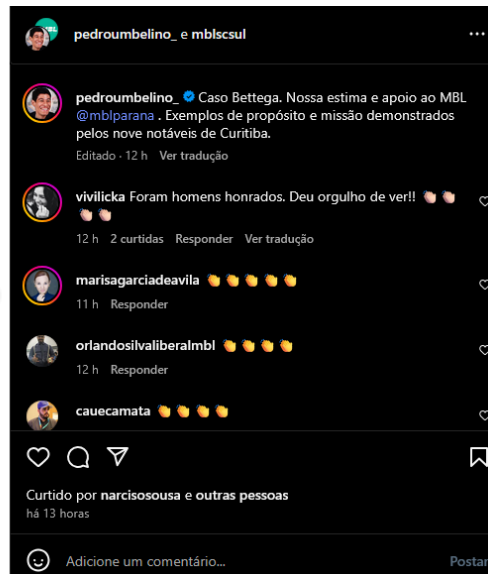 MBL
pedroumbelino_ e mblscsul
pedroumbelino_ Caso Bettega. Nossa estima e apoio ao MBL
@mblparana . Exemplos de propósito e missão demonstrados
pelos nove notáveis de Curitiba.
Editado · 12 h Ver tradução
vivilicka Foram homens honrados. Deu orgulho de ver!! 👏🏻👏🏻
👏🏻👏🏻
12 h 2 curtidas Responder Ver tradução
marisagarciadeavila 👏👏👏👏👏
11 h Responder
orlandosilvaliberalmbl 👏👏👏👏
12 h Responder
cauecamata 👏👏👏👏
Curtido por narcisosousa e outras pessoas
há 13 horas
Adicione um comentário...
Postar